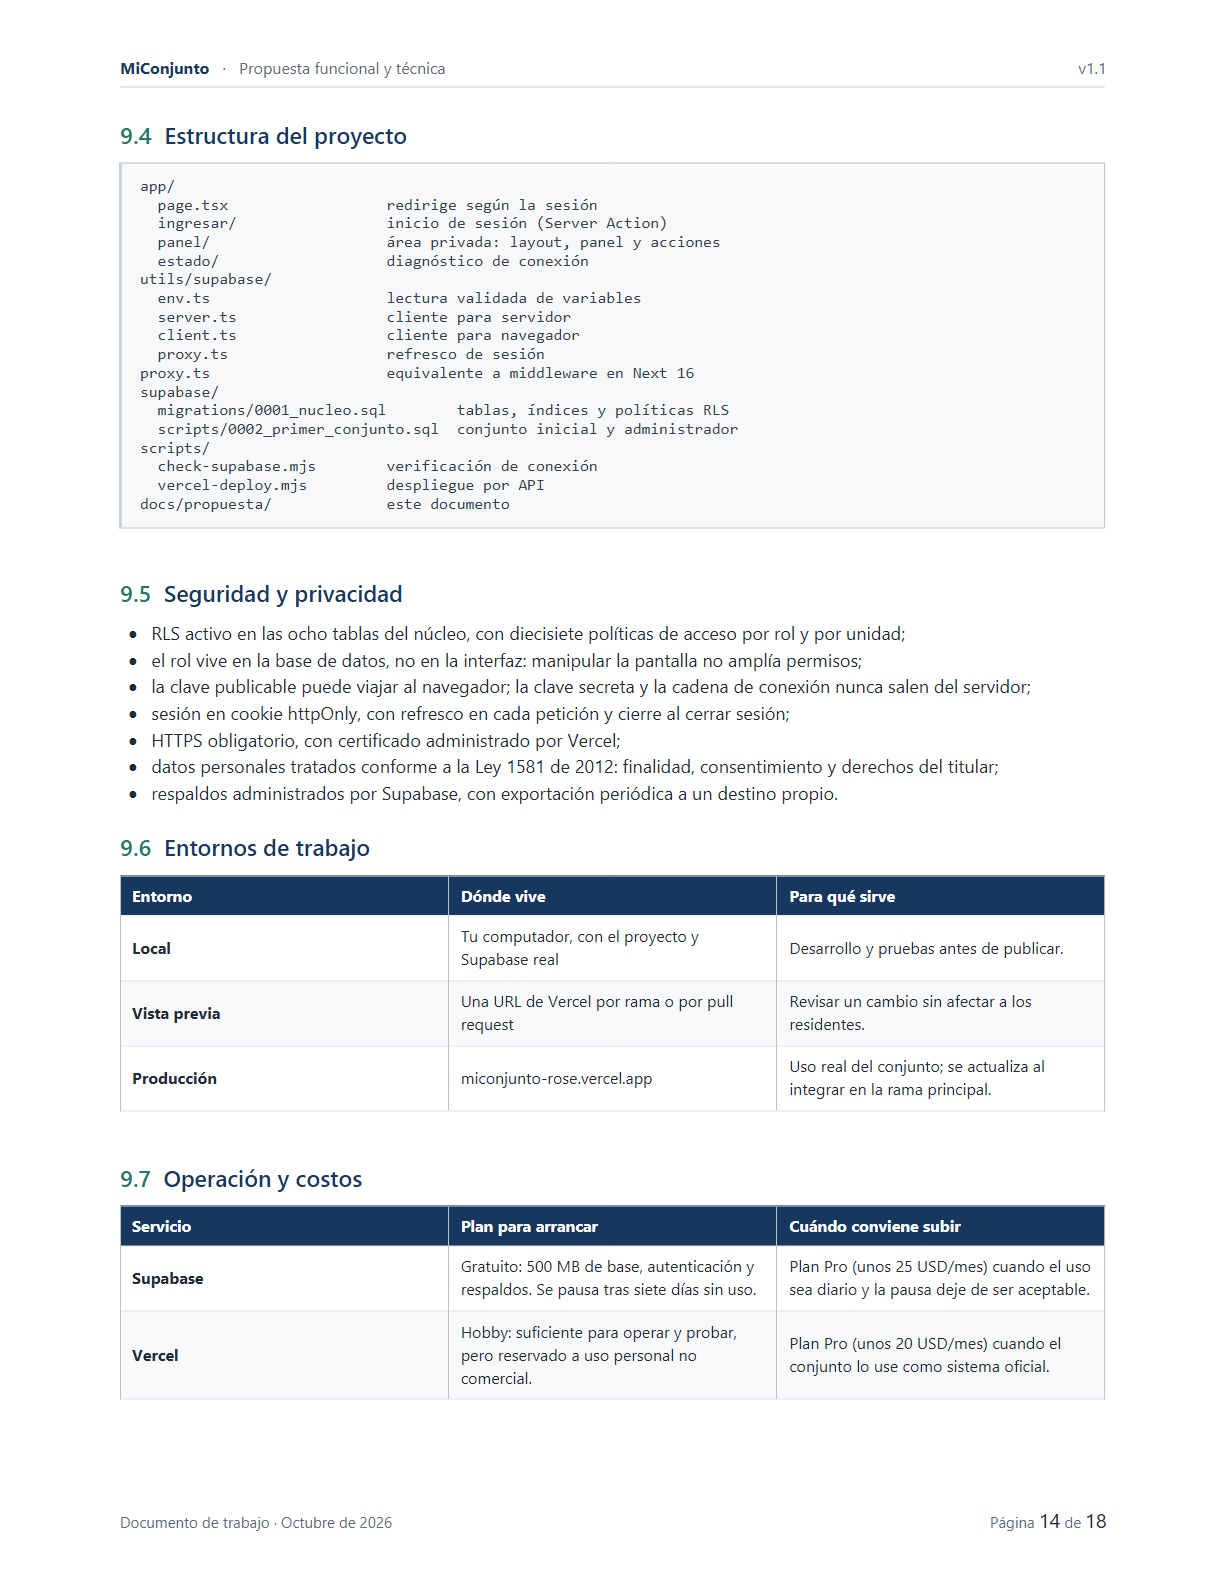 MiConjunto · Propuesta funcional y técnica v1.1
9.4 Estructura del proyecto
app/
page.tsx redirige según la sesión
ingresar/ inicio de sesión (Server Action)
panel/ área privada: layout, panel y acciones
estado/ diagnóstico de conexión
utils/supabase/
env.ts lectura validada de variables
server.ts cliente para servidor
client.ts cliente para navegador
proxy.ts refresco de sesión
proxy.ts equivalente a middleware en Next 16
supabase/
migrations/0001_nucleo.sql tablas, índices y políticas RLS
scripts/0002_primer_conjunto.sql conjunto inicial y administrador
scripts/
check-supabase.mjs verificación de conexión
vercel-deploy.mjs despliegue por API
docs/propuesta/ este documento
9.5 Seguridad y privacidad
• RLS activo en las ocho tablas del núcleo, con diecisiete políticas de acceso por rol y por unidad;
• el rol vive en la base de datos, no en la interfaz: manipular la pantalla no amplía permisos;
• la clave publicable puede viajar al navegador; la clave secreta y la cadena de conexión nunca salen del servidor;
• sesión en cookie httpOnly, con refresco en cada petición y cierre al cerrar sesión;
• HTTPS obligatorio, con certificado administrado por Vercel;
• datos personales tratados conforme a la Ley 1581 de 2012: finalidad, consentimiento y derechos del titular;
• respaldos administrados por Supabase, con exportación periódica a un destino propio.
9.6 Entornos de trabajo
Entorno Dónde vive Para qué sirve
Local
Tu computador, con el proyecto y
Supabase real
Desarrollo y pruebas antes de publicar.
Vista previa
Una URL de Vercel por rama o por pull
request
Revisar un cambio sin afectar a los
residentes.
Producción
miconjunto-rose.vercel.app
Uso real del conjunto; se actualiza al
integrar en la rama principal.
9.7 Operación y costos
Servicio Plan para arrancar Cuándo conviene subir
Supabase
Gratuito: 500 MB de base, autenticación y
respaldos. Se pausa tras siete días sin uso.
Plan Pro (unos 25 USD/mes) cuando el uso
sea diario y la pausa deje de ser aceptable.
Vercel
Hobby: suficiente para operar y probar,
pero reservado a uso personal no
comercial.
Plan Pro (unos 20 USD/mes) cuando el
conjunto lo use como sistema oficial.
Documento de trabajo · Octubre de 2026 Página 14 de 18